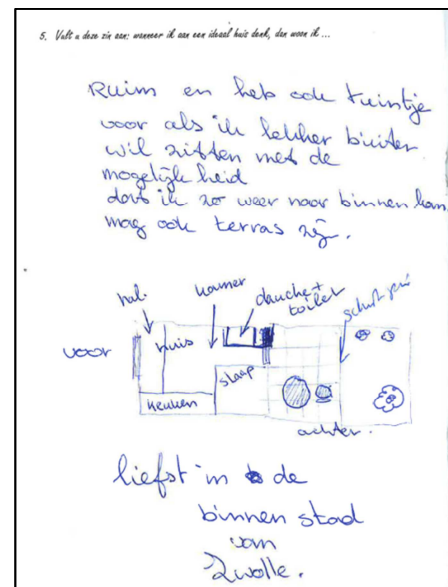 5. Vult u deze zin aan: wanneer ik aan een ideaal huis denk, dan woon ik ...
Ruim en heb ook tuintje
voor als ik lekker buiten
wil zitten met de
mogelijkheid
dat ik zo weer naar binnen kan
mag ook terras zijn.
hal.
kamer
douche +
toilet
voor
huis
slaap
keuken
achter.
liefst in de
binnen stad
van
Zwolle.